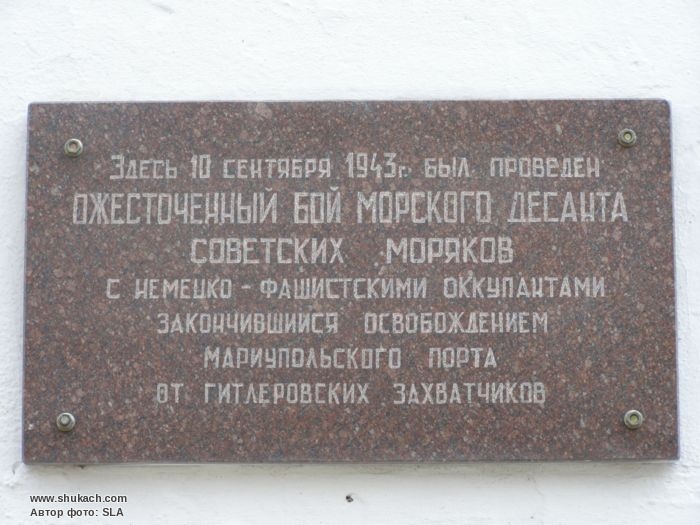 Здесь 10 сентября 1943г. был проведен
ожесточенный бой морского десанта
советских моряков
с немецко - фашистскими оккупантами
закончившийся освобождением
Мариупольского порта
от гитлеровских захватчиков
www.shukach.com
Автор фото: SLA